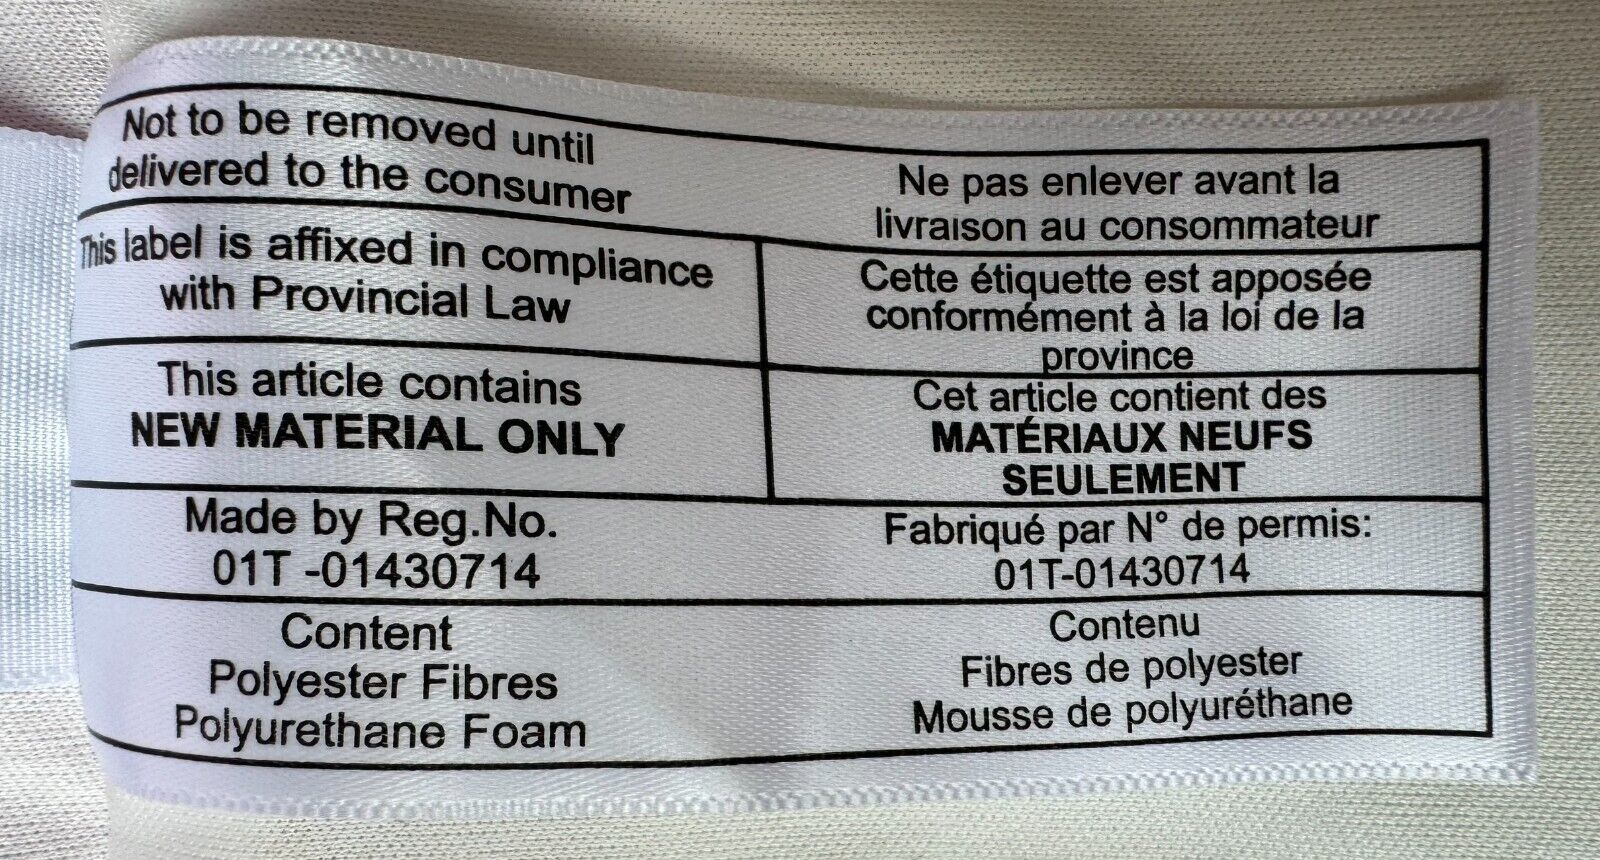 Not to be removed until
delivered to the consumer
Ne pas enlever avant la
livraison au consommateur
This label is affixed in compliance
with Provincial Law
Cette étiquette est apposée
conformément à la loi de la
province
This article contains
NEW MATERIAL ONLY
Cet article contient des
MATÉRIAUX NEUFS
SEULEMENT
Made by Reg.No.
01T -01430714
Fabriqué par N° de permis:
01T-01430714
Content
Polyester Fibres
Polyurethane Foam
Contenu
Fibres de polyester
Mousse de polyuréthane